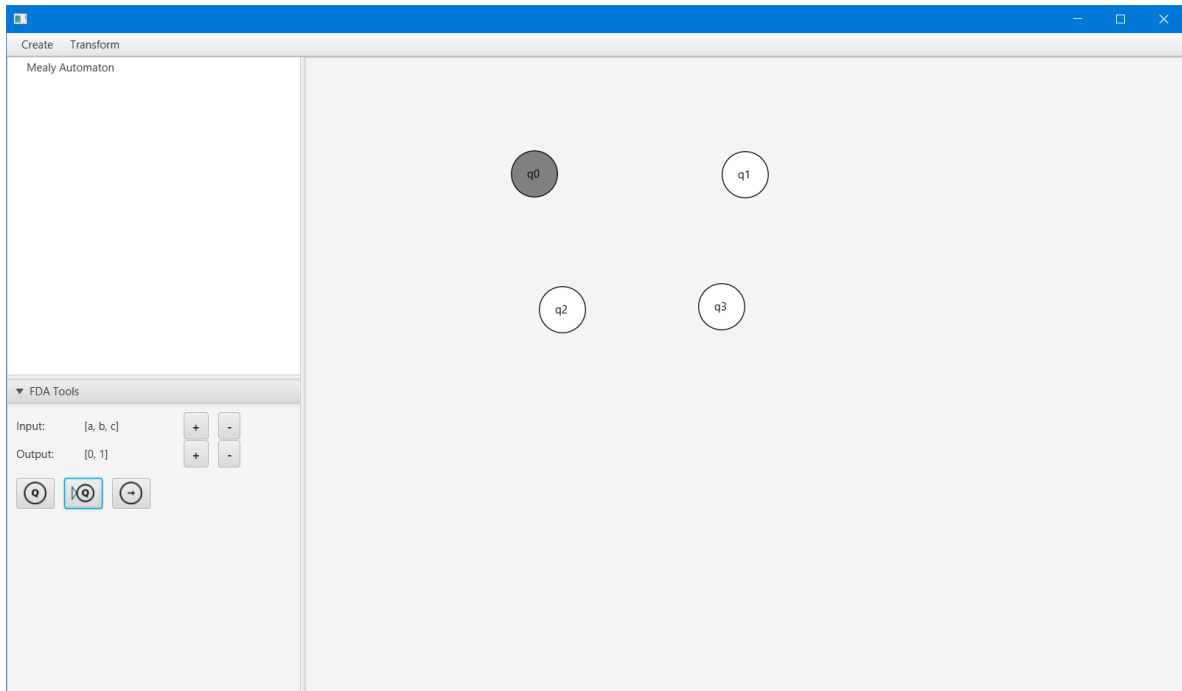 Create Transform
Mealy Automaton
q0 q1
q2 q3
FDA Tools
Input: [a, b, c] + -
Output: [0, 1] + -
Q Q →